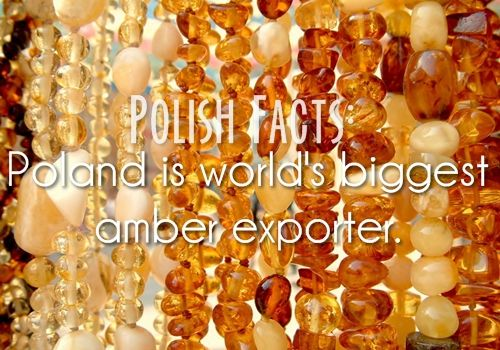 Polish Facts:
Poland is world's biggest
amber exporter.